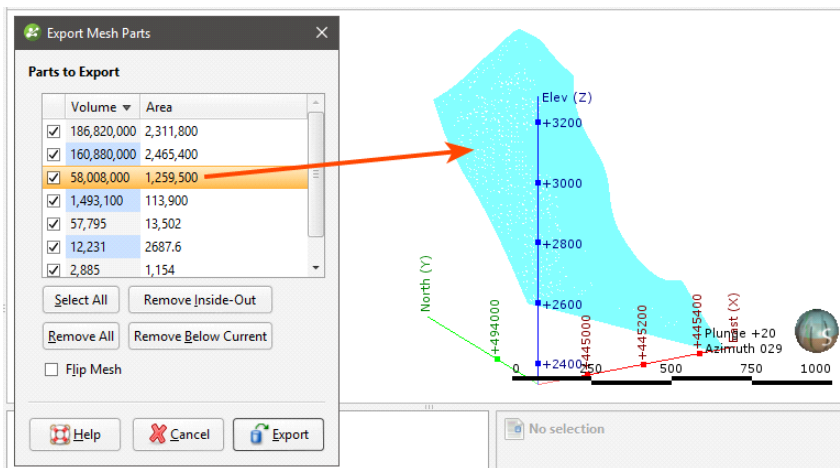 Export Mesh Parts
Parts to Export
Volume Area
186,820,000 2,311,800
160,880,000 2,465,400
58,008,000 1,259,500
1,493,100 113,900
57,795 13,502
12,231 2687.6
2,885 1,154
Select All Remove Inside-Out
Remove All Remove Below Current
Flip Mesh
Help Cancel Export
Elev (Z)
+3200
+3000
+2800
+2600
+2400
North (Y)
+494000
+445000
+445200
+445400
East (X)
Plunge +20
Azimuth 029
0 250 500 750 1000
No selection